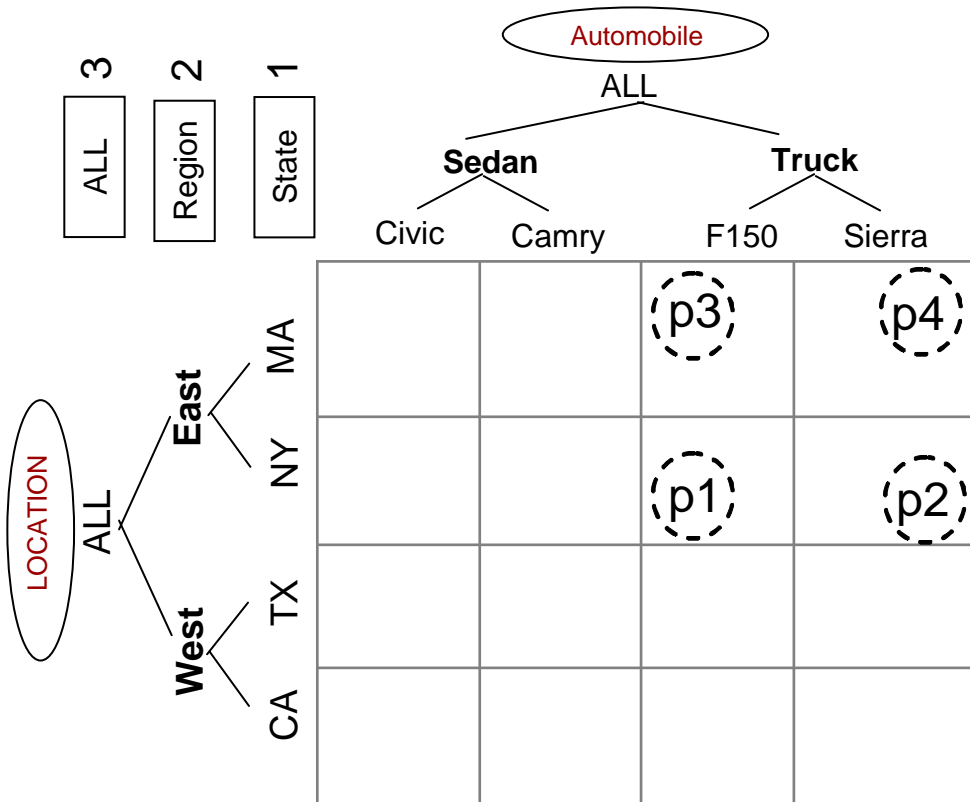 Automobile
ALL
Sedan Truck
Civic Camry F150 Sierra
3 2 1
ALL Region State
LOCATION
ALL
East
West
MA
NY
TX
CA
p3 p4
p1 p2